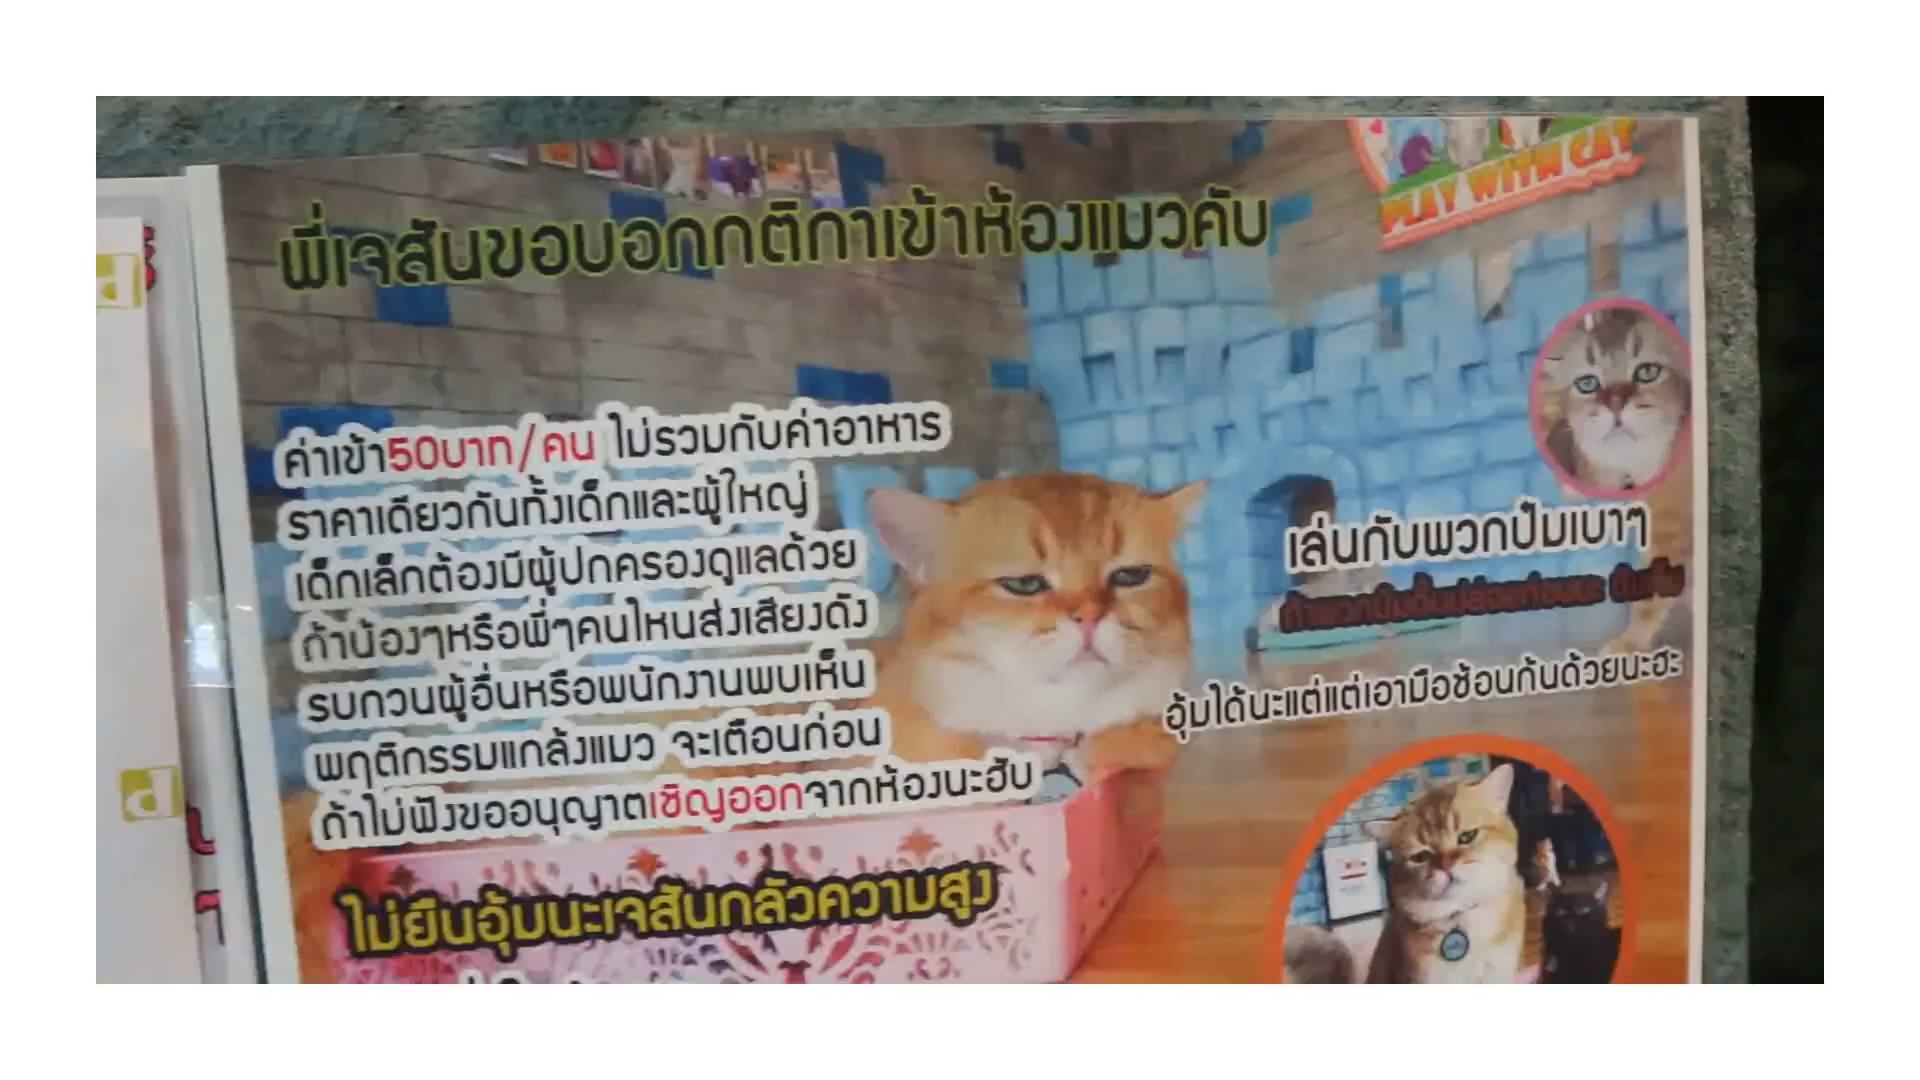 PLAY WITH CAT
พี่เจสันขอบอกกติกาเข้าห้องแมวคับ
ค่าเข้า50บาท/คน ไม่รวมกับค่าอาหาร
ราคาเดียวกันทั้งเด็กและผู้ใหญ่
เด็กเล็กต้องมีผู้ปกครองดูแลด้วย
ถ้าน้องๆหรือพี่ๆคนไหนส่งเสียงดัง
รบกวนผู้อื่นหรือพนักงานพบเห็น
พฤติกรรมแกล้งแมว จะเตือนก่อน
ถ้าไม่ฟังขออนุญาตเชิญออกจากห้องนะฮับ
ไม่ยืนอุ้มนะเจสันกลัวความสูง
เล่นกับพวกป๋มเบาๆ
อุ้มได้นะแต่แต่เอามือช้อนก้นด้วยนะฮะ